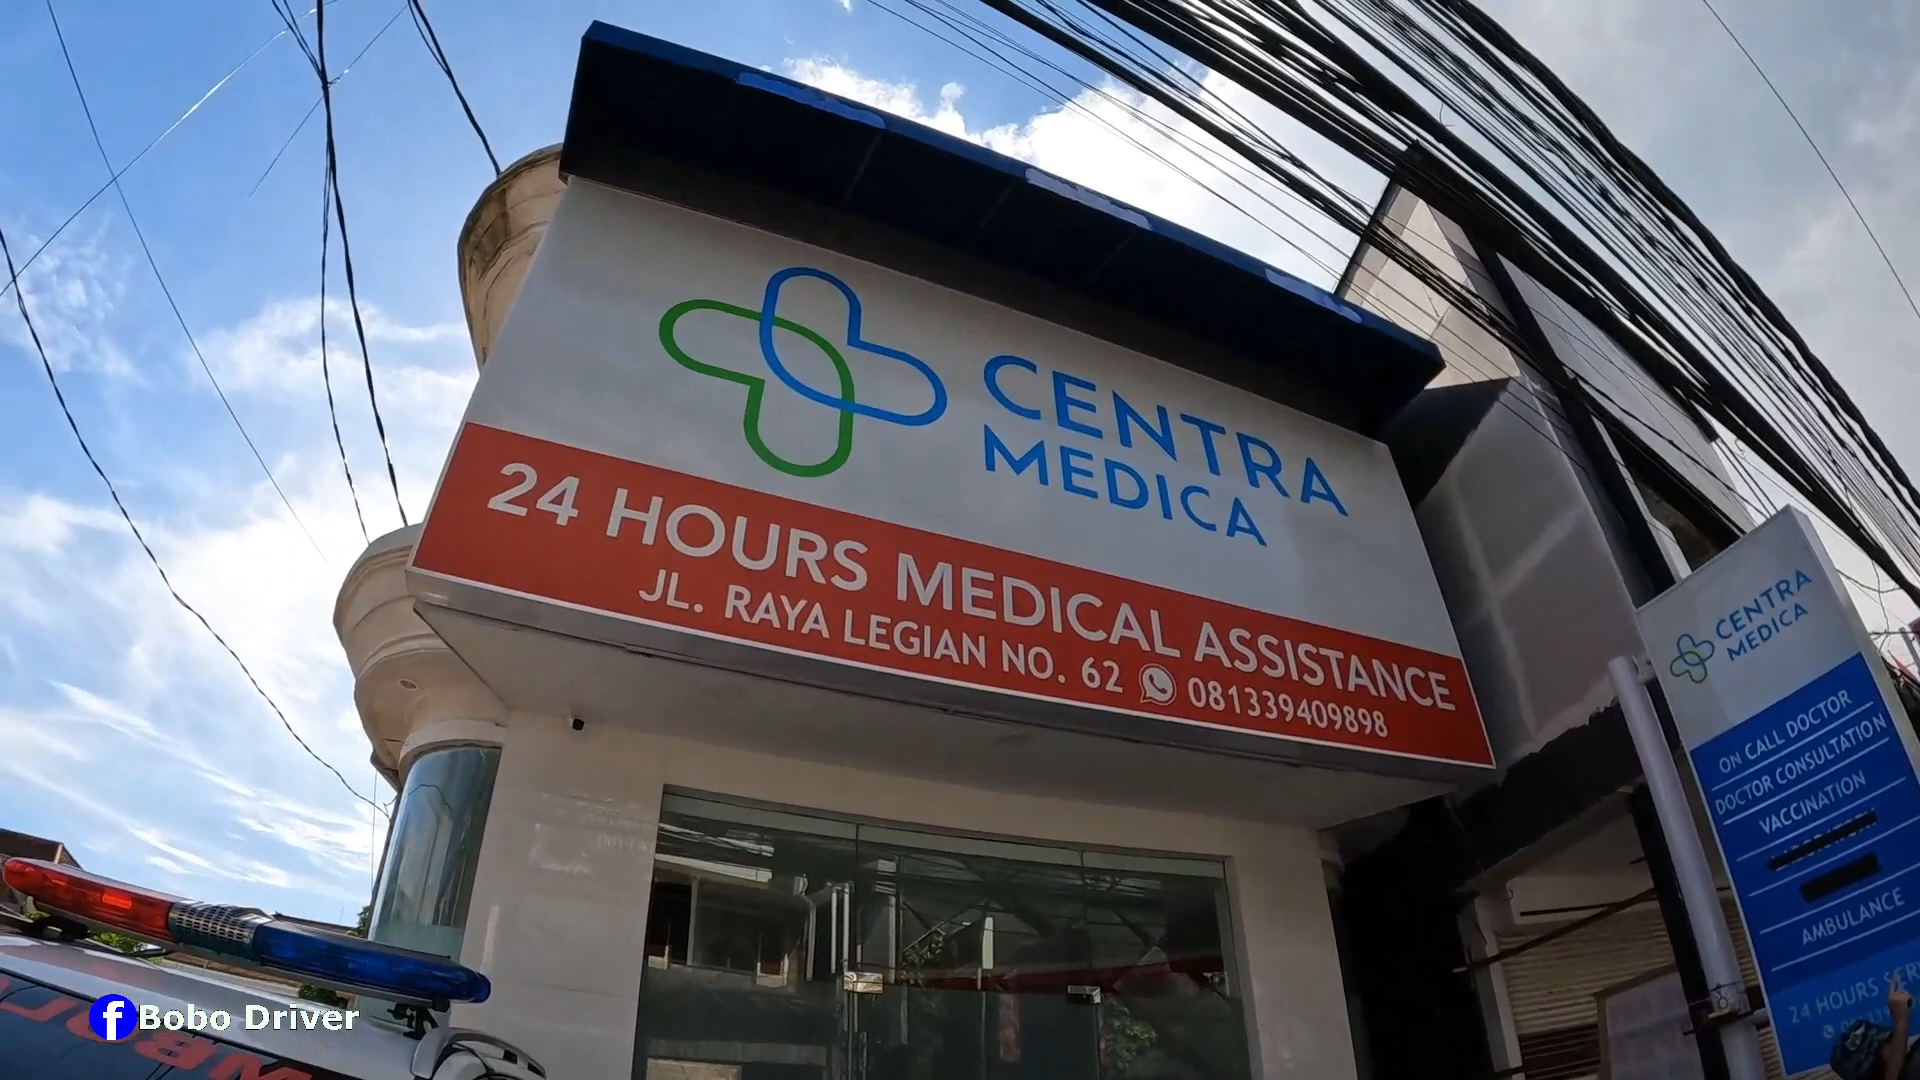 CENTRA
MEDICA
24 HOURS MEDICAL ASSISTANCE
JL. RAYA LEGIAN NO. 62 081339409898
CENTRA
MEDICA
ON CALL DOCTOR
DOCTOR CONSULTATION
VACCINATION
AMBULANCE
24 HOURS
f Bobo Driver